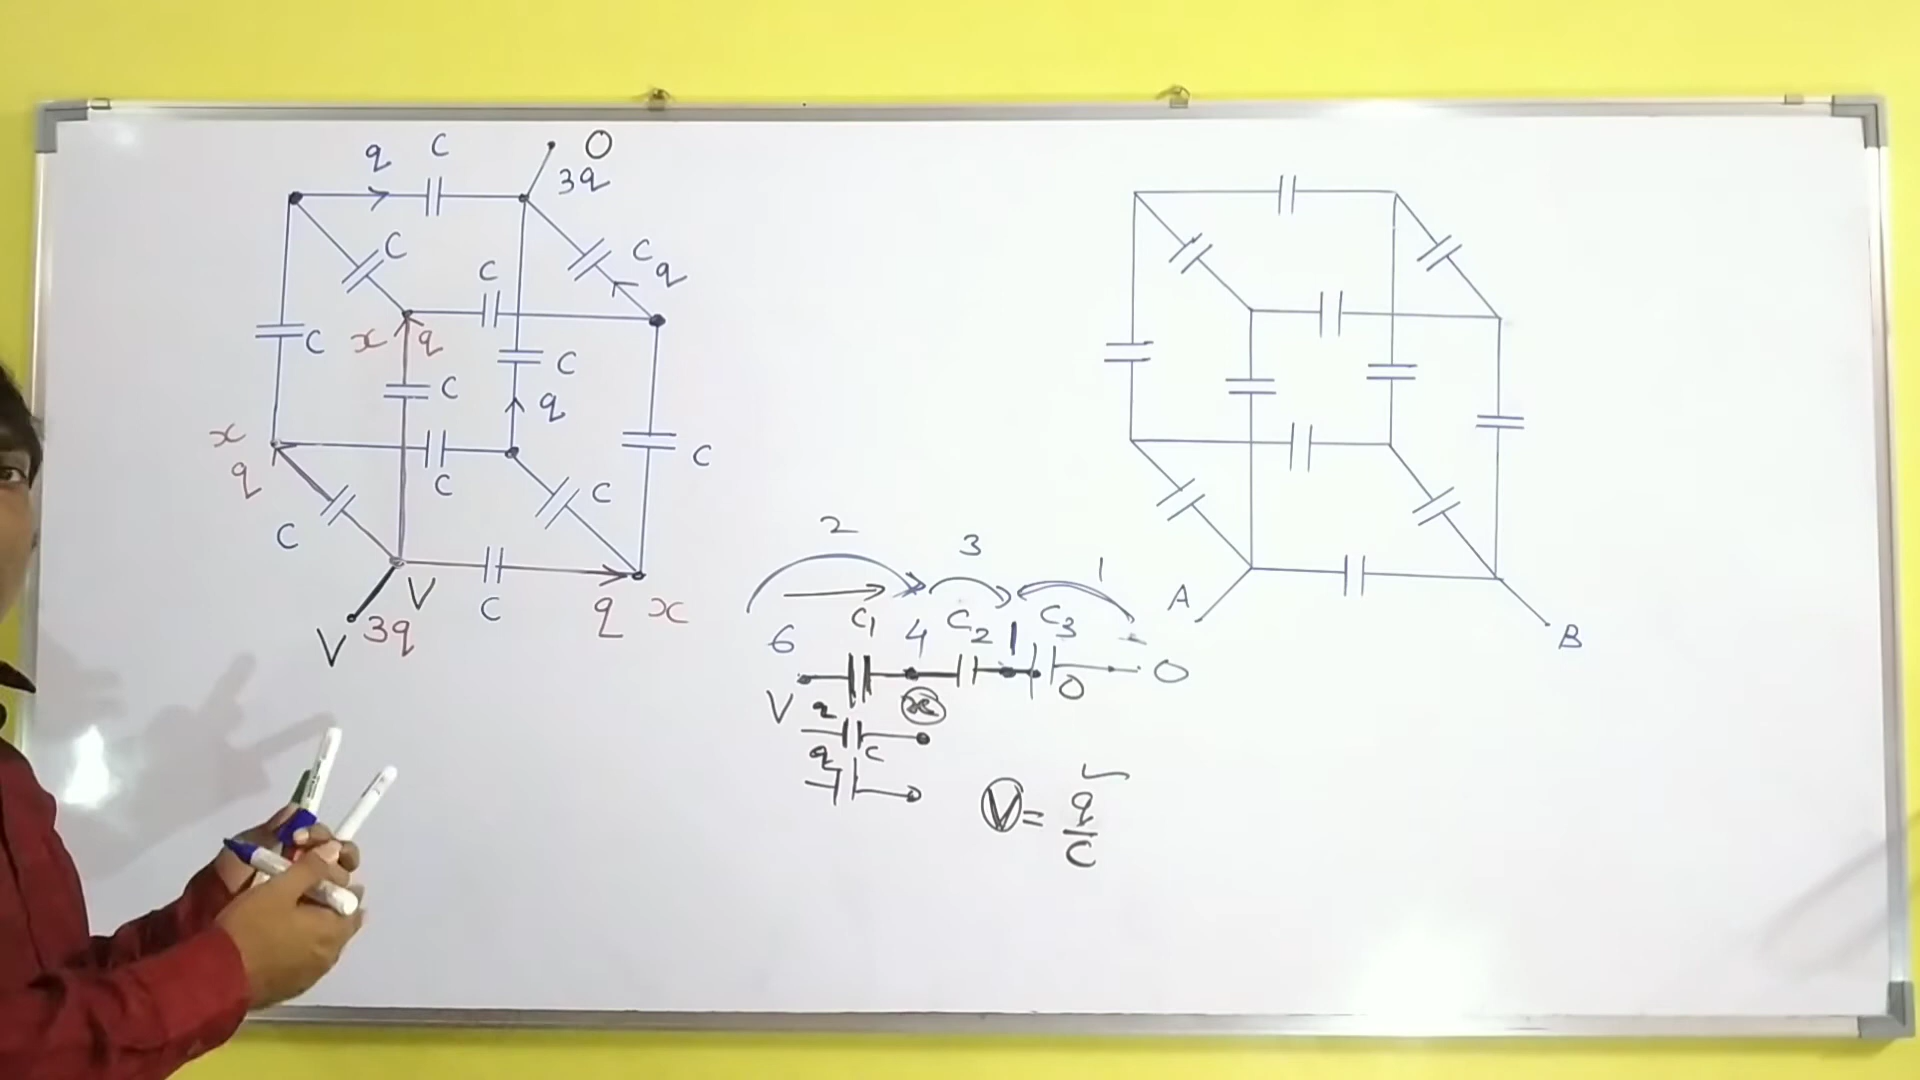 q C O
3q
C C q
C
C x q C
C q C
x
q C C
C
V 3q V C q x
2 3 1
6 C1 4 C2 1 C3
V x O O
q
q C
V = q/C
A B